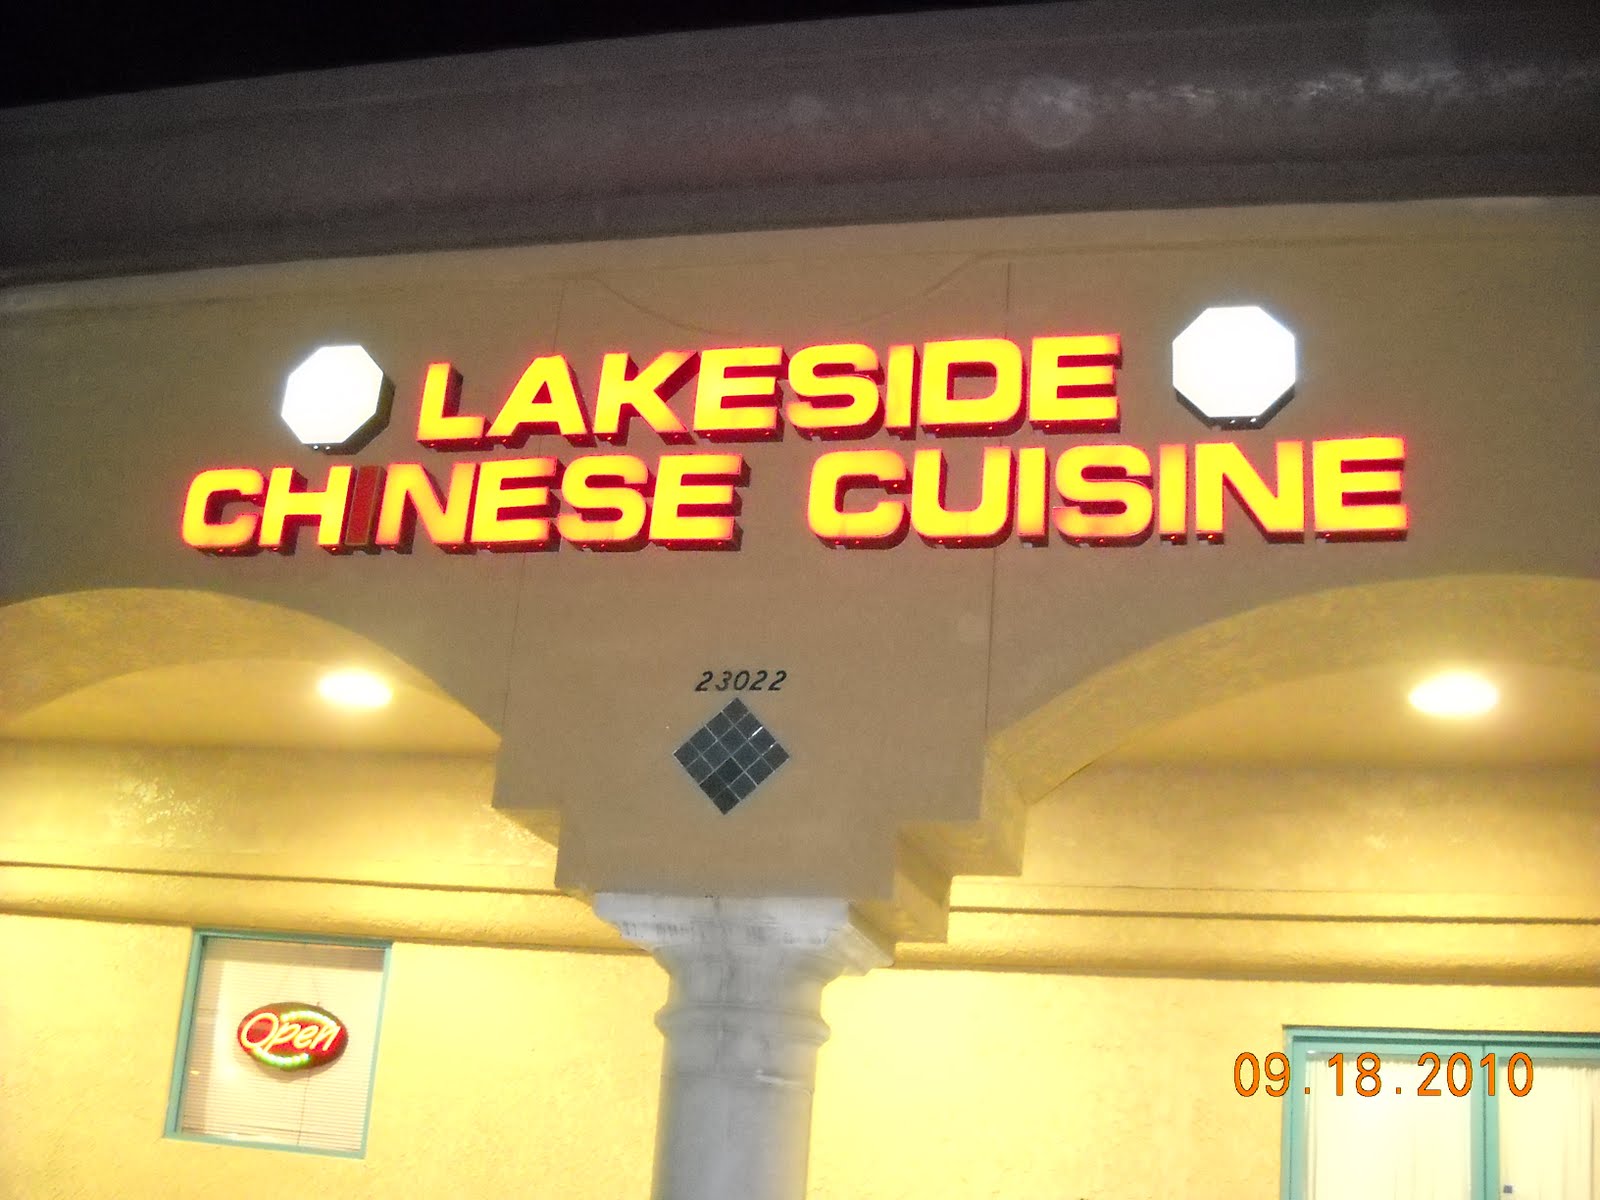 LAKESIDE
CHINESE CUISINE
23022
Open
09.18.2010